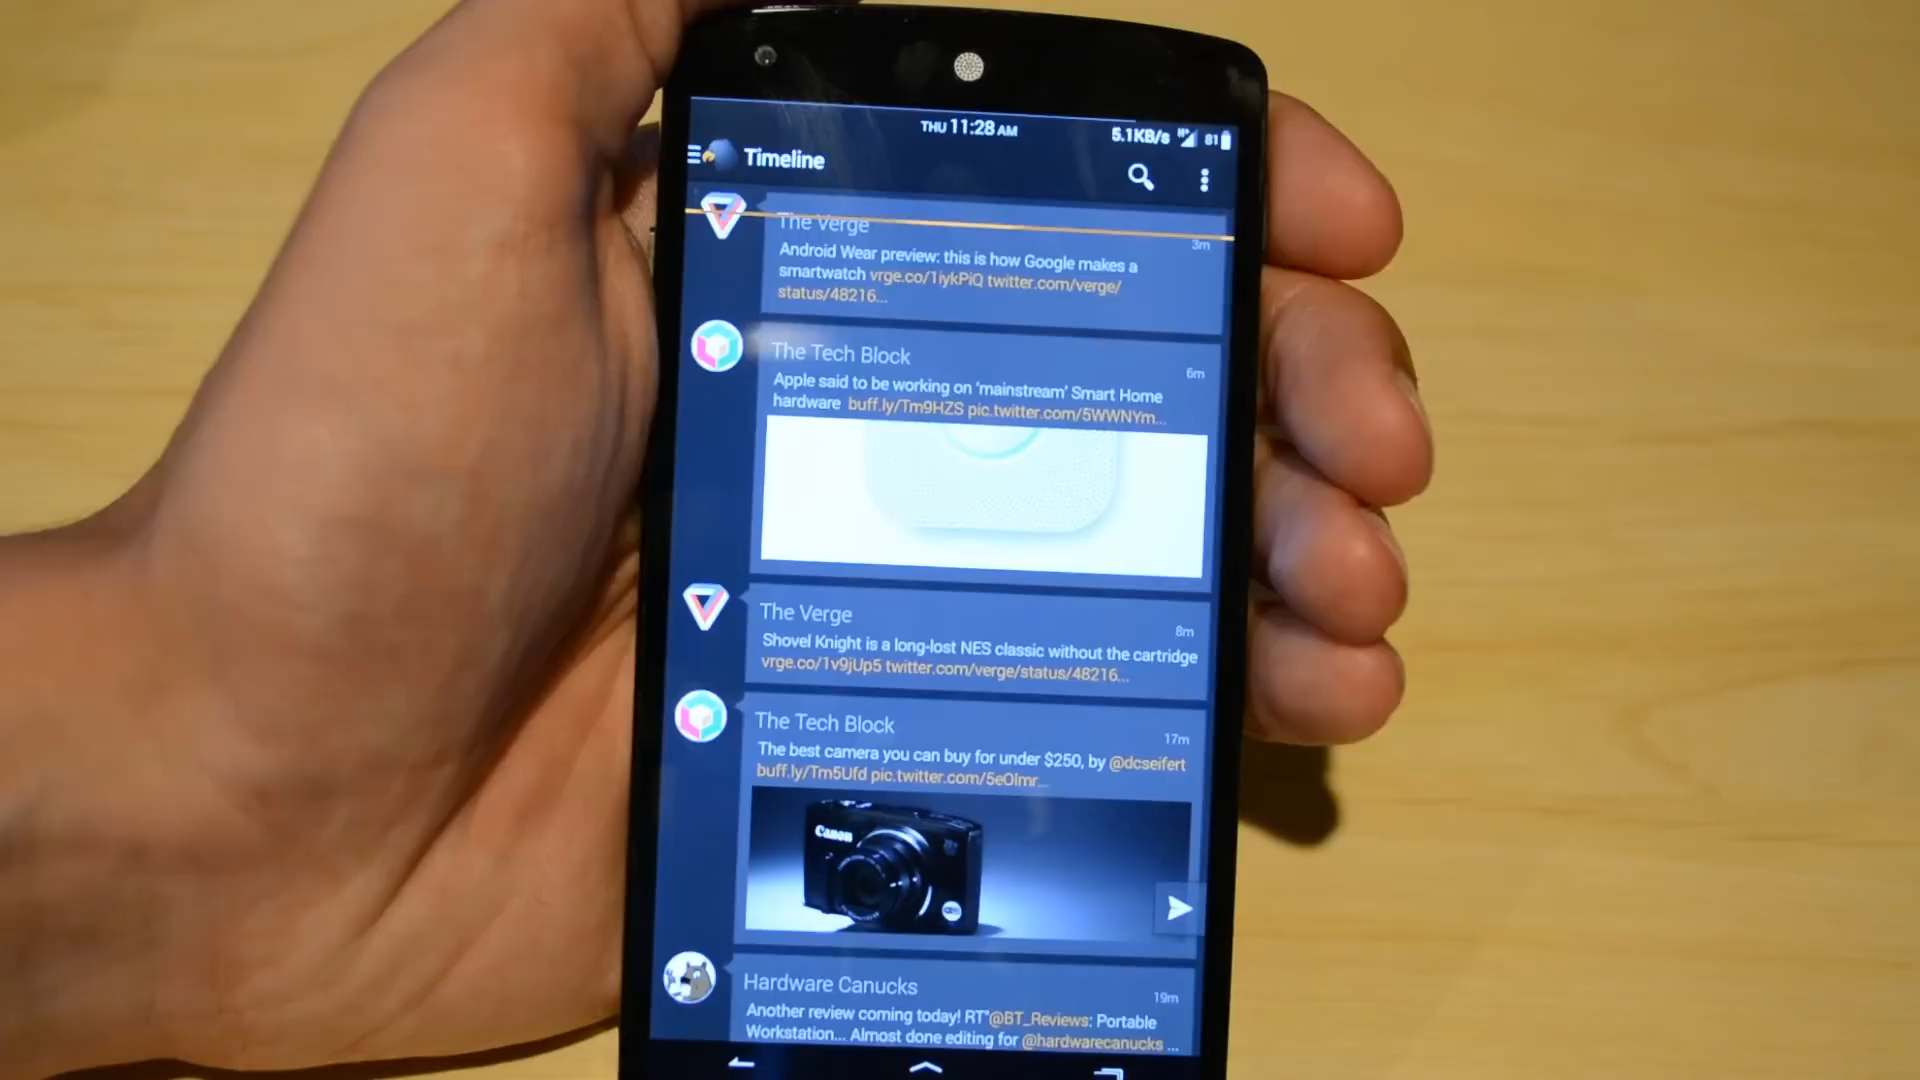 THU 11:28 AM
5.1KB/s H+ 81
Timeline
The Verge
3m
Android Wear preview: this is how Google makes a
smartwatch vrge.co/1iykPiQ twitter.com/verge/
status/48216...
The Tech Block
6m
Apple said to be working on 'mainstream' Smart Home
hardware buff.ly/Tm9HZS pic.twitter.com/5WWNYm...
The Verge
8m
Shovel Knight is a long-lost NES classic without the cartridge
vrge.co/1v9jUp5 twitter.com/verge/status/48216...
The Tech Block
17m
The best camera you can buy for under $250, by @dcseifert
buff.ly/Tm5Ufd pic.twitter.com/5eOlmr...
Canon
Hardware Canucks
19m
Another review coming today! RT"@BT_Reviews: Portable
Workstation... Almost done editing for @hardwarecanucks ...